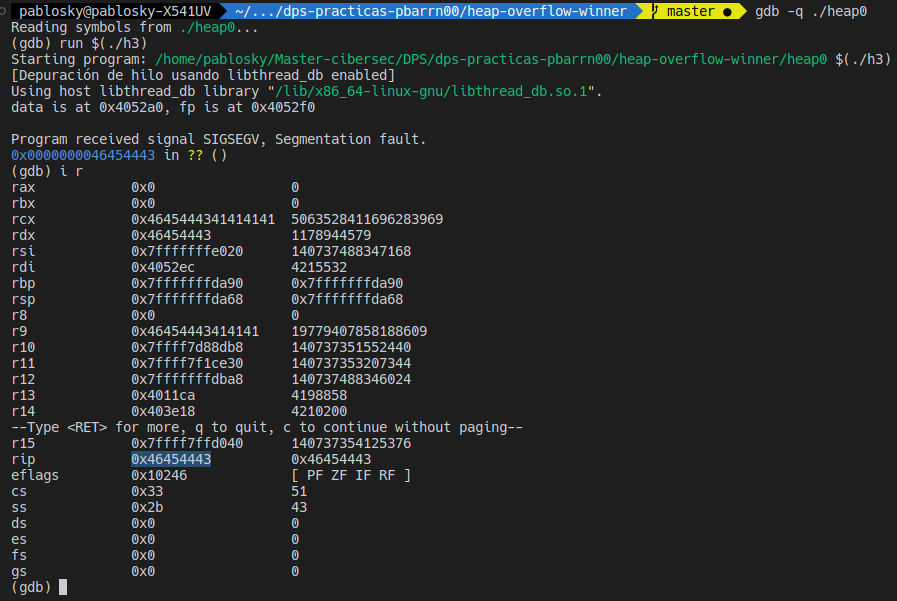 pablosky@pablosky-X541UV ~/.../dps-practicas-pbarrn00/heap-overflow-winner master ● gdb -q ./heap0
Reading symbols from ./heap0...
(gdb) run $(./h3)
Starting program: /home/pablosky/Master-cibersec/DPS/dps-practicas-pbarrn00/heap-overflow-winner/heap0 $(./h3)
[Depuración de hilo usando libthread_db enabled]
Using host libthread_db library "/lib/x86_64-linux-gnu/libthread_db.so.1".
data is at 0x4052a0, fp is at 0x4052f0

Program received signal SIGSEGV, Segmentation fault.
0x0000000046454443 in ?? ()
(gdb) i r
rax 0x0 0
rbx 0x0 0
rcx 0x4645444341414141 5063528411696283969
rdx 0x46454443 1178944579
rsi 0x7fffffffe020 140737488347168
rdi 0x4052ec 4215532
rbp 0x7fffffffda90 0x7fffffffda90
rsp 0x7fffffffda68 0x7fffffffda68
r8 0x0 0
r9 0x46454443414141 19779407858188609
r10 0x7ffff7d88db8 140737351552440
r11 0x7ffff7f1ce30 140737353207344
r12 0x7fffffffdba8 140737488346024
r13 0x4011ca 4198858
r14 0x403e18 4210200
--Type <RET> for more, q to quit, c to continue without paging--
r15 0x7ffff7ffd040 140737354125376
rip 0x46454443 0x46454443
eflags 0x10246 [ PF ZF IF RF ]
cs 0x33 51
ss 0x2b 43
ds 0x0 0
es 0x0 0
fs 0x0 0
gs 0x0 0
(gdb)